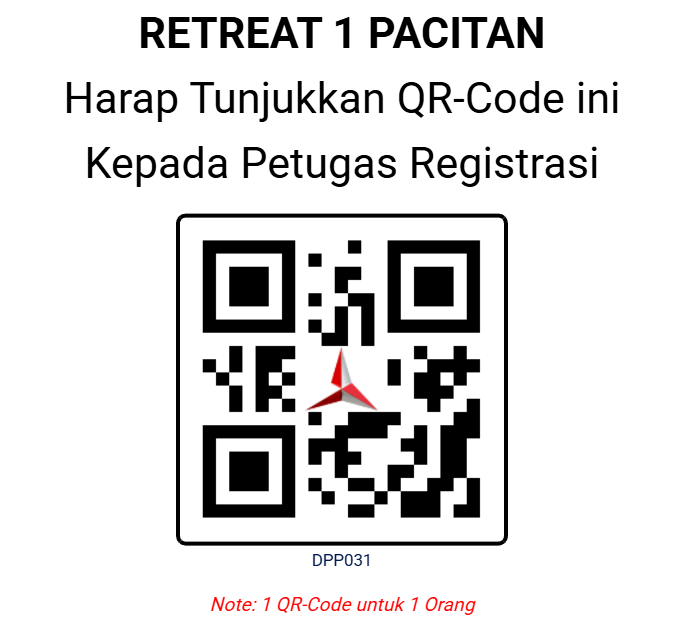 RETREAT 1 PACITAN
Harap Tunjukkan QR-Code ini
Kepada Petugas Registrasi
DPP031
Note: 1 QR-Code untuk 1 Orang